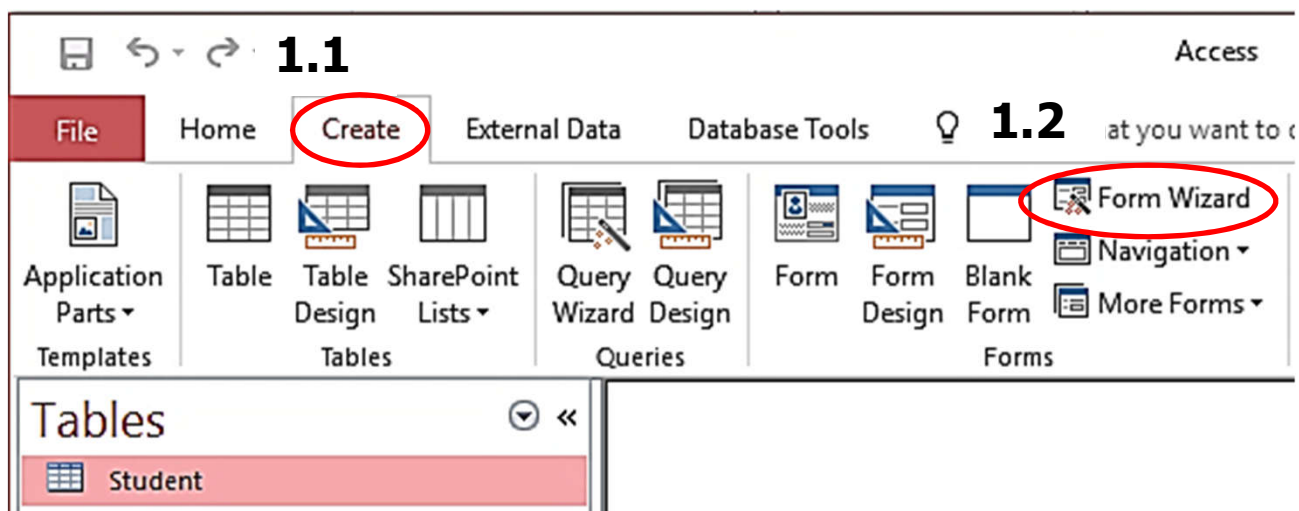 1.1
Access
File Home Create External Data Database Tools 1.2 at you want to
Form Wizard
Navigation
More Forms
Application Table Table SharePoint Query Query Form Form Blank
Parts Design Lists Wizard Design Design Form
Templates Tables Queries Forms
Tables
Student